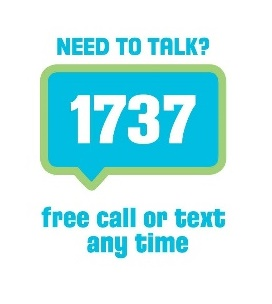 NEED TO TALK?
1737
free call or text
any time